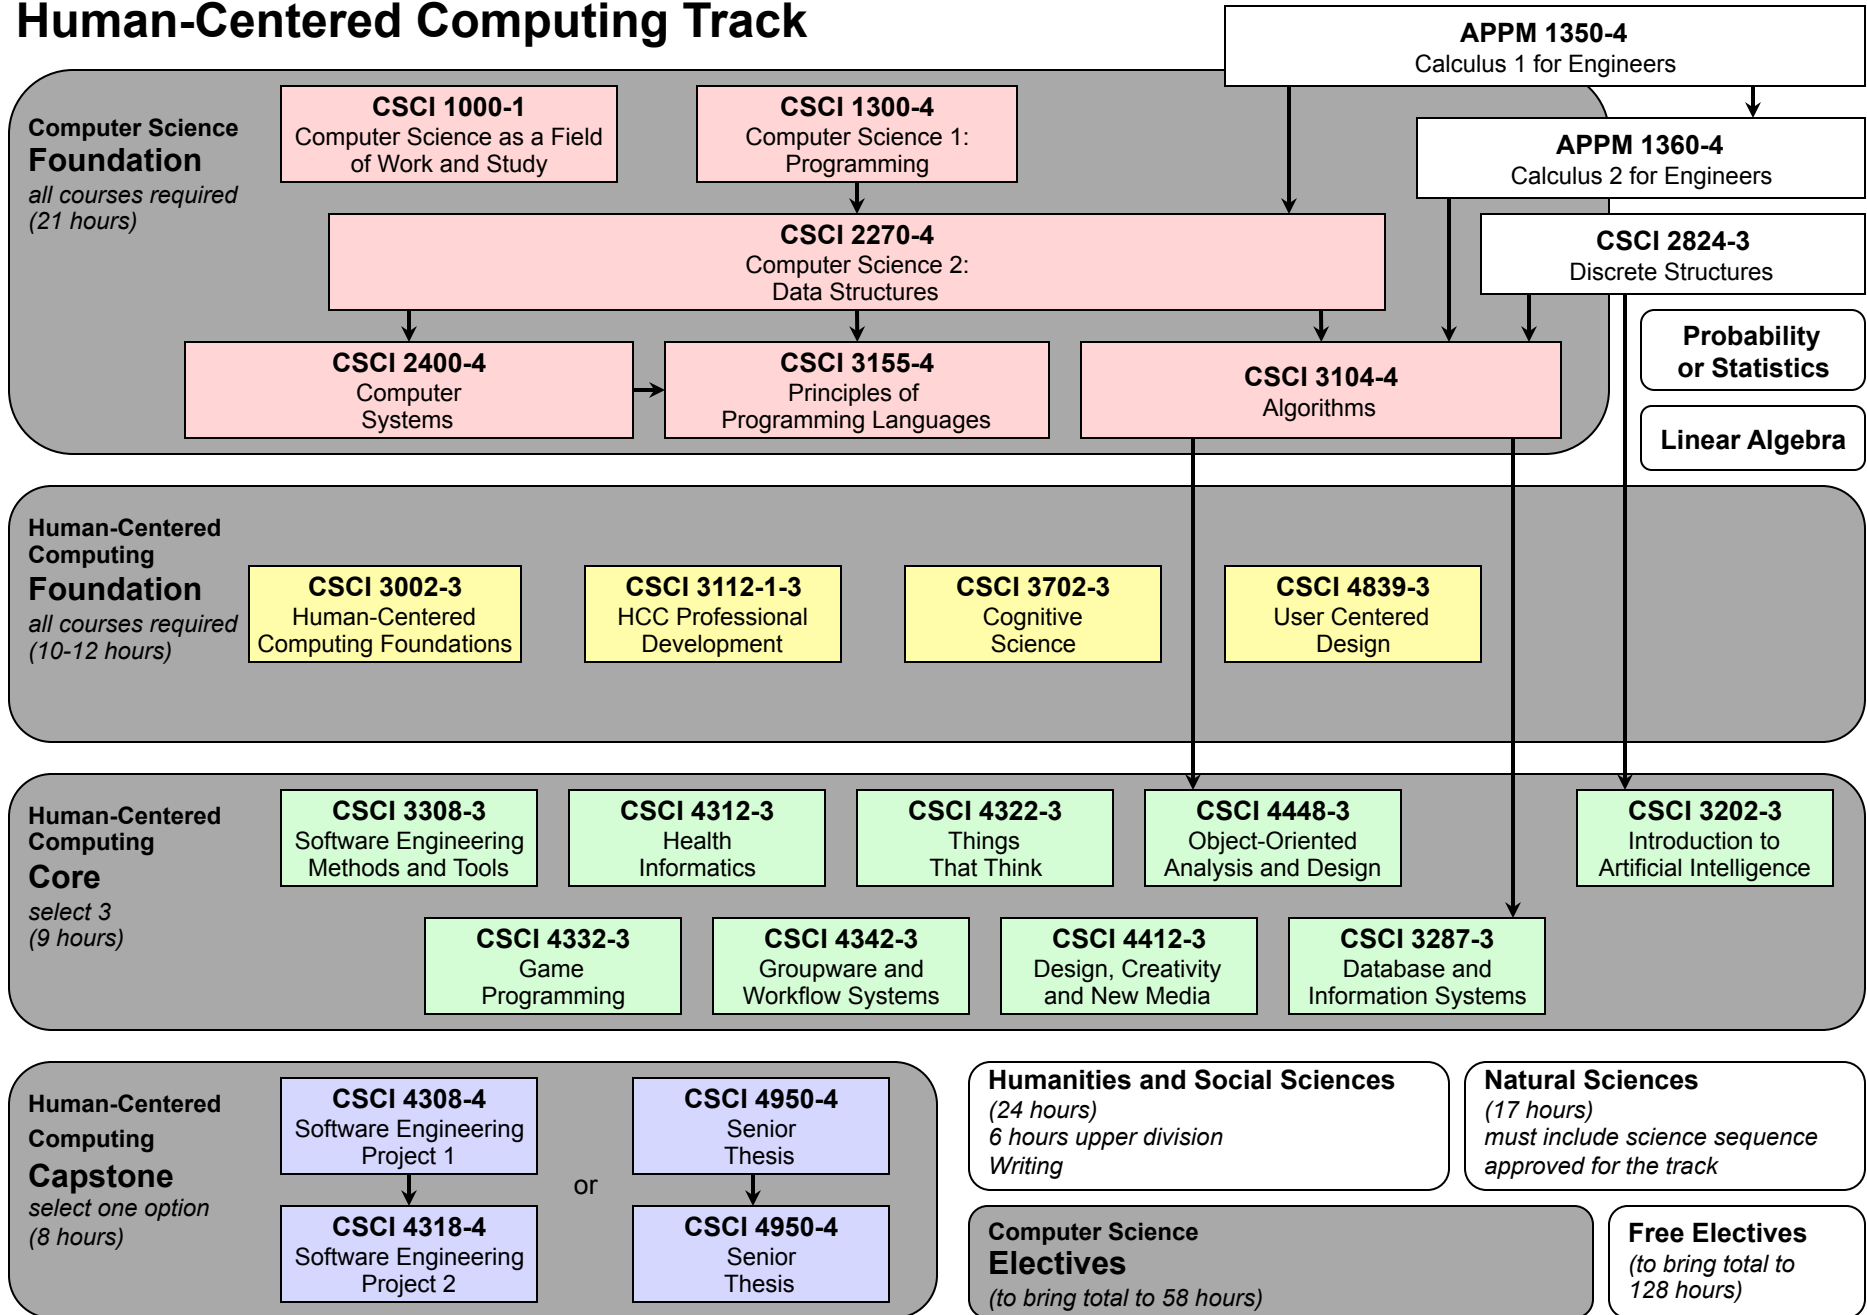 Human-Centered Computing Track
APPM 1350-4
Calculus 1 for Engineers
Computer Science
Foundation
all courses required
(21 hours)
CSCI 1000-1
Computer Science as a Field
of Work and Study
CSCI 1300-4
Computer Science 1:
Programming
APPM 1360-4
Calculus 2 for Engineers
CSCI 2270-4
Computer Science 2:
Data Structures
CSCI 2824-3
Discrete Structures
Probability
or Statistics
CSCI 2400-4
Computer
Systems
CSCI 3155-4
Principles of
Programming Languages
CSCI 3104-4
Algorithms
Linear Algebra
Human-Centered
Computing
Foundation
all courses required
(10-12 hours)
CSCI 3002-3
Human-Centered
Computing Foundations
CSCI 3112-1-3
HCC Professional
Development
CSCI 3702-3
Cognitive
Science
CSCI 4839-3
User Centered
Design
Human-Centered
Computing
Core
select 3
(9 hours)
CSCI 3308-3
Software Engineering
Methods and Tools
CSCI 4312-3
Health
Informatics
CSCI 4322-3
Things
That Think
CSCI 4448-3
Object-Oriented
Analysis and Design
CSCI 3202-3
Introduction to
Artificial Intelligence
CSCI 4332-3
Game
Programming
CSCI 4342-3
Groupware and
Workflow Systems
CSCI 4412-3
Design, Creativity
and New Media
CSCI 3287-3
Database and
Information Systems
Human-Centered
Computing
Capstone
select one option
(8 hours)
CSCI 4308-4
Software Engineering
Project 1
or
CSCI 4950-4
Senior
Thesis
CSCI 4318-4
Software Engineering
Project 2
CSCI 4950-4
Senior
Thesis
Humanities and Social Sciences
(24 hours)
6 hours upper division
Writing
Natural Sciences
(17 hours)
must include science sequence
approved for the track
Computer Science
Electives
(to bring total to 58 hours)
Free Electives
(to bring total to
128 hours)